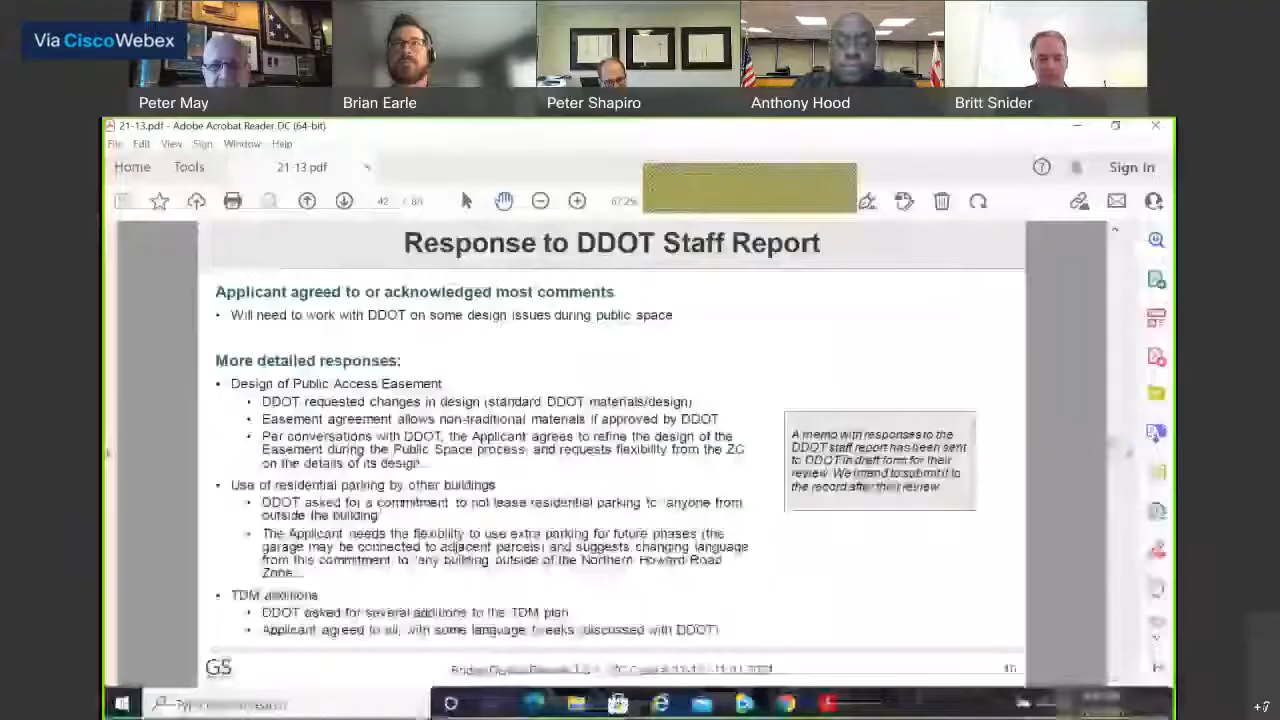 Via CiscoWebex
Peter May
Brian Earle
Peter Shapiro
Anthony Hood
Britt Snider
21-13.pdf - Adobe Acrobat Reader DC (64-bit)
File Edit View Sign Window Help
Home Tools 21-13.pdf Sign In
42 67.2%
Response to DDOT Staff Report
Applicant agreed to or acknowledged most comments
• Will need to work with DDOT on some design issues during public space
More detailed responses:
• Design of Public Access Easement
• DDOT requested changes in design (standard DDOT materials/design)
• Easement agreement allows non-traditional materials if approved by DDOT
• Per conversations with DDOT, the Applicant agrees to refine the design of the
Easement during the Public Space process, and requests flexibility from the ZC
on the details of its design.
• Use of residential parking by other buildings
• DDOT asked for a commitment to not lease residential parking to "anyone from
outside the building"
• The Applicant needs the flexibility to use extra parking for future phases (the
garage may be connected to adjacent parcels) and suggests changing language
from this commitment to "any building outside of the Northern Howard Road
Zone."
• TDM additions
• DDOT asked for several additions to the TDM plan
• Applicant agreed to all, with some language tweaks (discussed with DDOT)
A memo with responses to the
DDOT staff report has been sent
to DDOT in draft form for their
review. We intend to submit it to
the record after their review
G5
Type here to search
+7